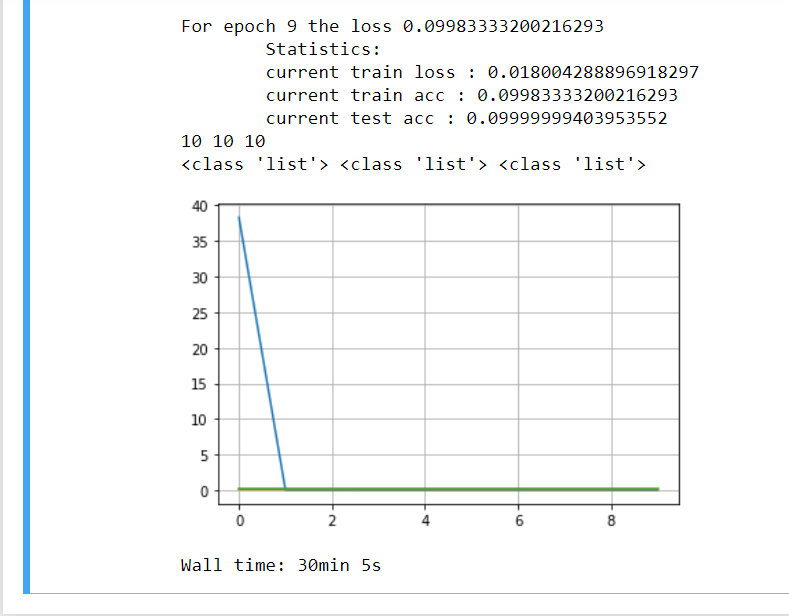 For epoch 9 the loss 0.09983333200216293
Statistics:
current train loss : 0.018004288896918297
current train acc : 0.09983333200216293
current test acc : 0.09999999403953552
10 10 10
<class 'list'> <class 'list'> <class 'list'>
40
35
30
25
20
15
10
5
0
0 2 4 6 8
Wall time: 30min 5s